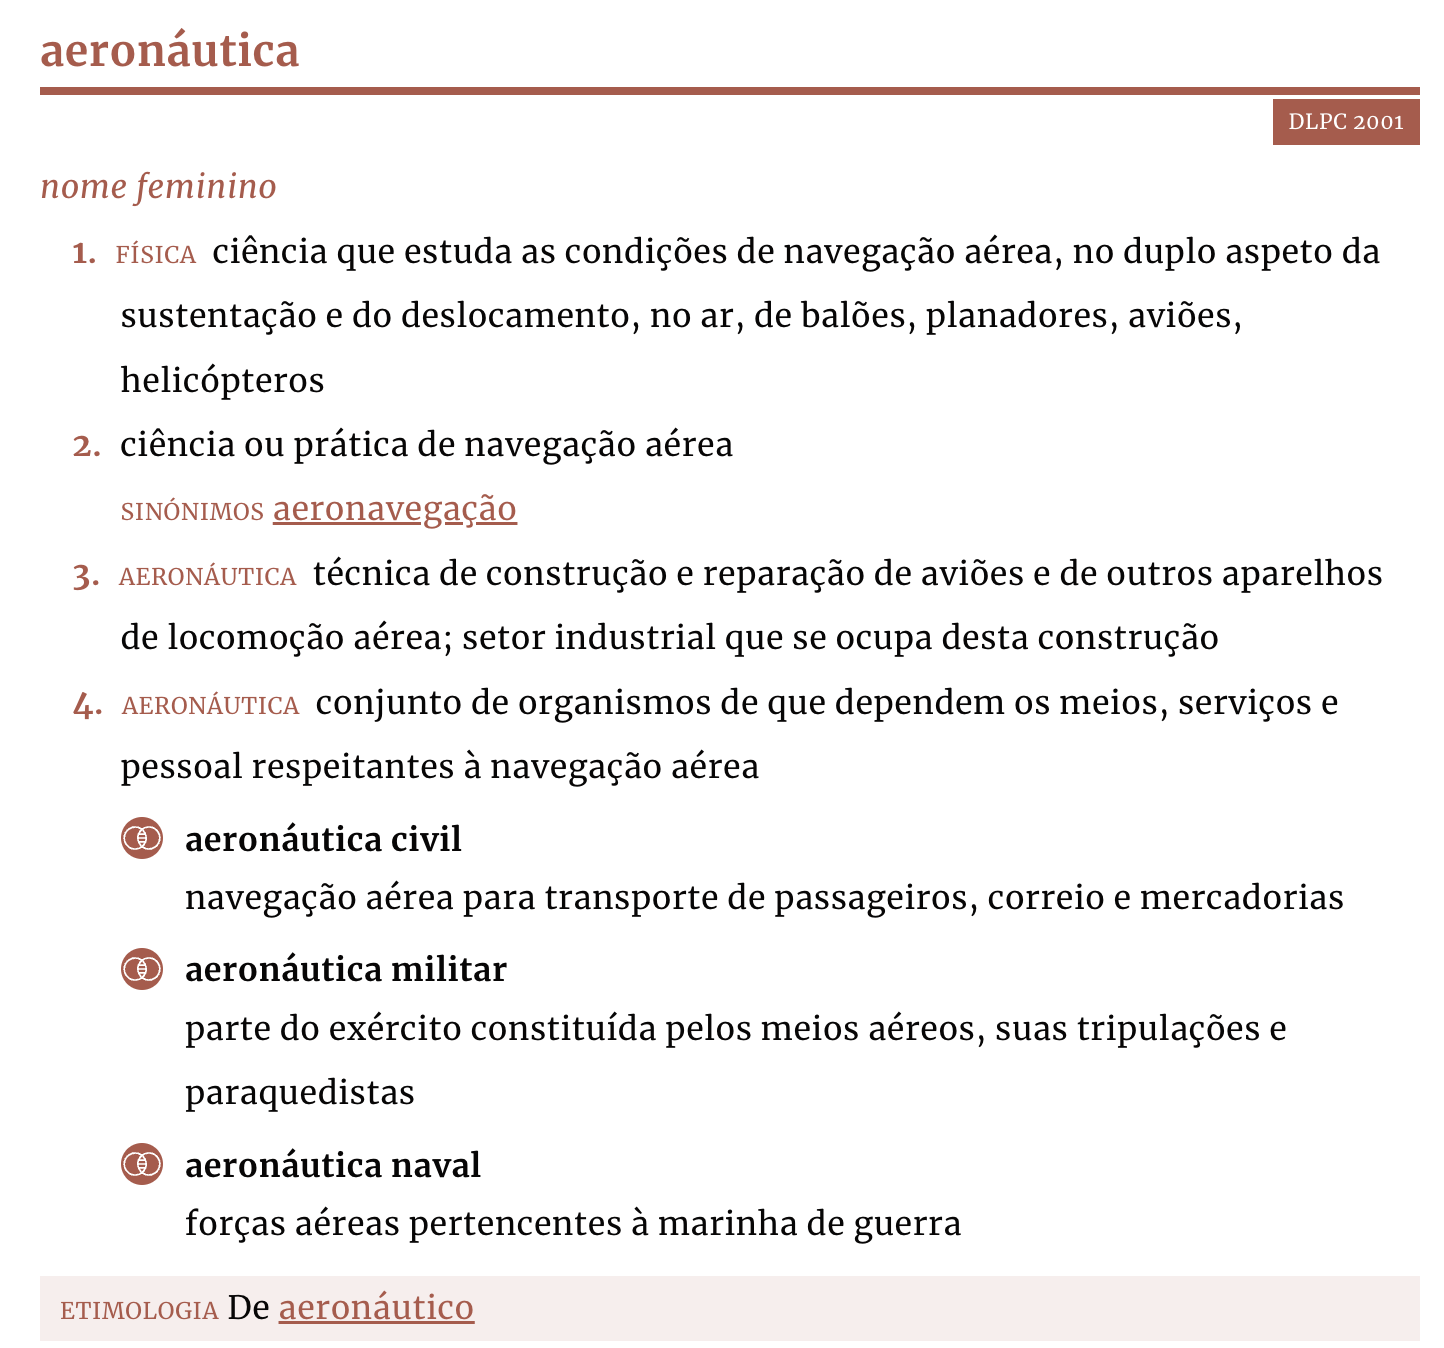 aeronáutica
DLPC 2001
nome feminino
1. FÍSICA ciência que estuda as condições de navegação aérea, no duplo aspeto da
sustentação e do deslocamento, no ar, de balões, planadores, aviões,
helicópteros
2. ciência ou prática de navegação aérea
SINÓNIMOS aeronavegação
3. AERONÁUTICA técnica de construção e reparação de aviões e de outros aparelhos
de locomoção aérea; setor industrial que se ocupa desta construção
4. AERONÁUTICA conjunto de organismos de que dependem os meios, serviços e
pessoal respeitantes à navegação aérea
aeronáutica civil
navegação aérea para transporte de passageiros, correio e mercadorias
aeronáutica militar
parte do exército constituída pelos meios aéreos, suas tripulações e
paraquedistas
aeronáutica naval
forças aéreas pertencentes à marinha de guerra
ETIMOLOGIA De aeronáutico